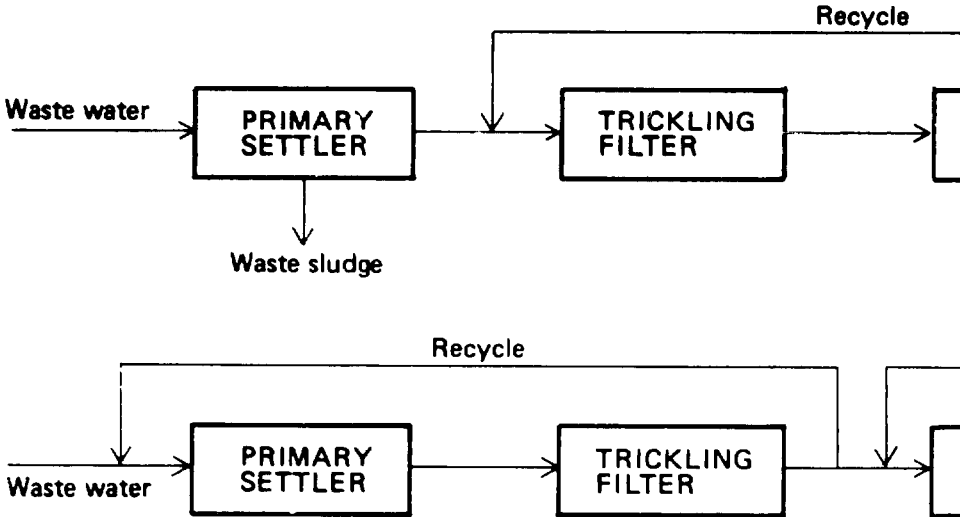 Recycle
Waste water
PRIMARY
SETTLER
TRICKLING
FILTER
Waste sludge
Recycle
PRIMARY
SETTLER
TRICKLING
FILTER
Waste water